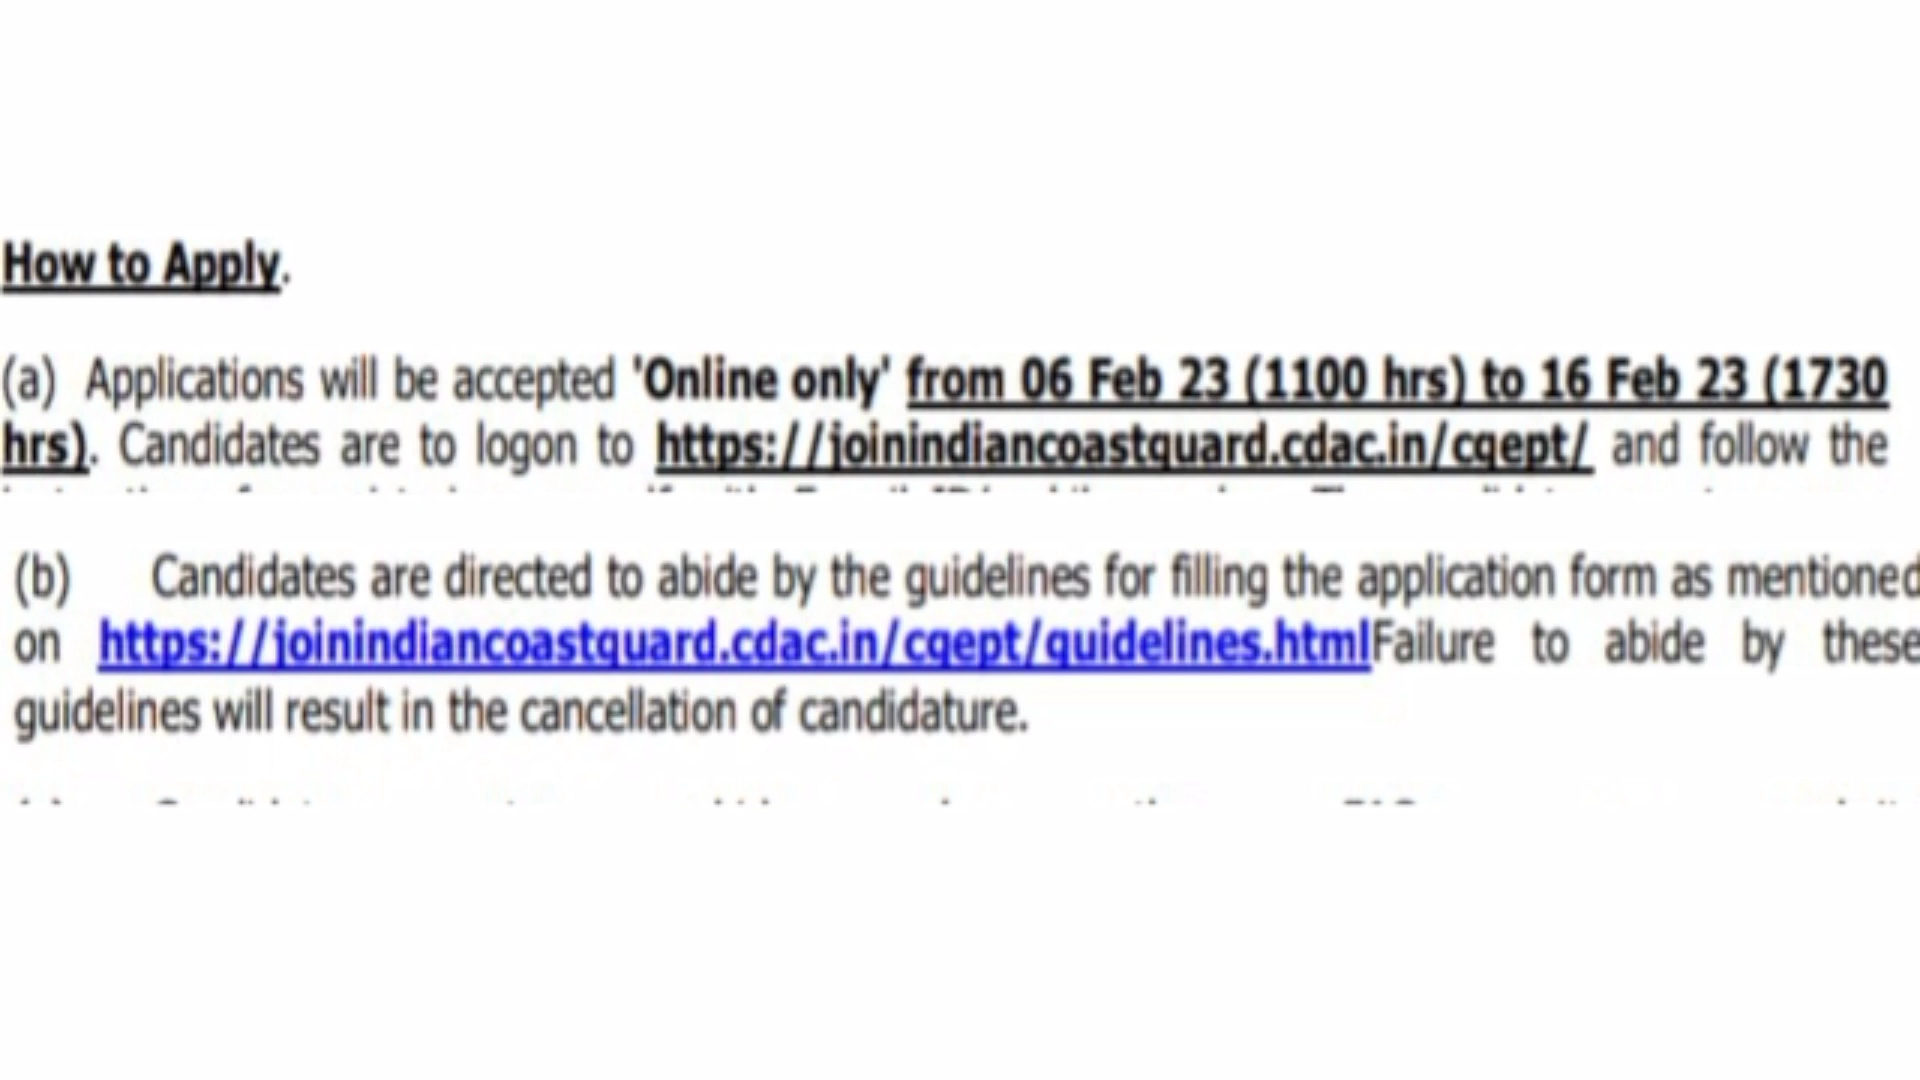 How to Apply.
(a) Applications will be accepted 'Online only' from 06 Feb 23 (1100 hrs) to 16 Feb 23 (1730
hrs). Candidates are to logon to https://joinindiancoastguard.cdac.in/cgept/ and follow the
(b) Candidates are directed to abide by the guidelines for filling the application form as mentioned
on https://joinindiancoastguard.cdac.in/cgept/guidelines.htmlFailure to abide by these
guidelines will result in the cancellation of candidature.